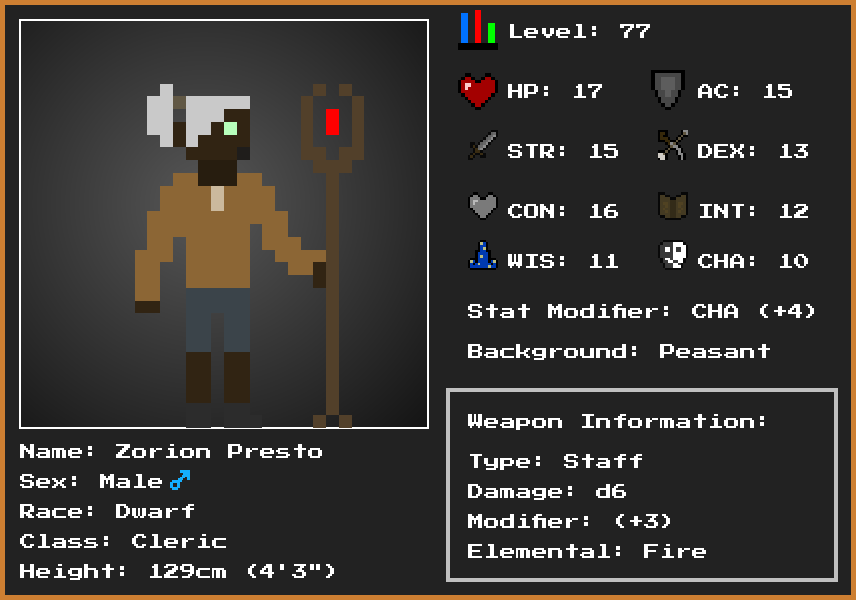 Level: 77
HP: 17
AC: 15
STR: 15
DEX: 13
CON: 16
INT: 12
WIS: 11
CHA: 10
Stat Modifier: CHA (+4)
Background: Peasant
Weapon Information:
Type: Staff
Damage: d6
Modifier: (+3)
Elemental: Fire
Name: Zorion Presto
Sex: Male♂
Race: Dwarf
Class: Cleric
Height: 129cm (4'3")